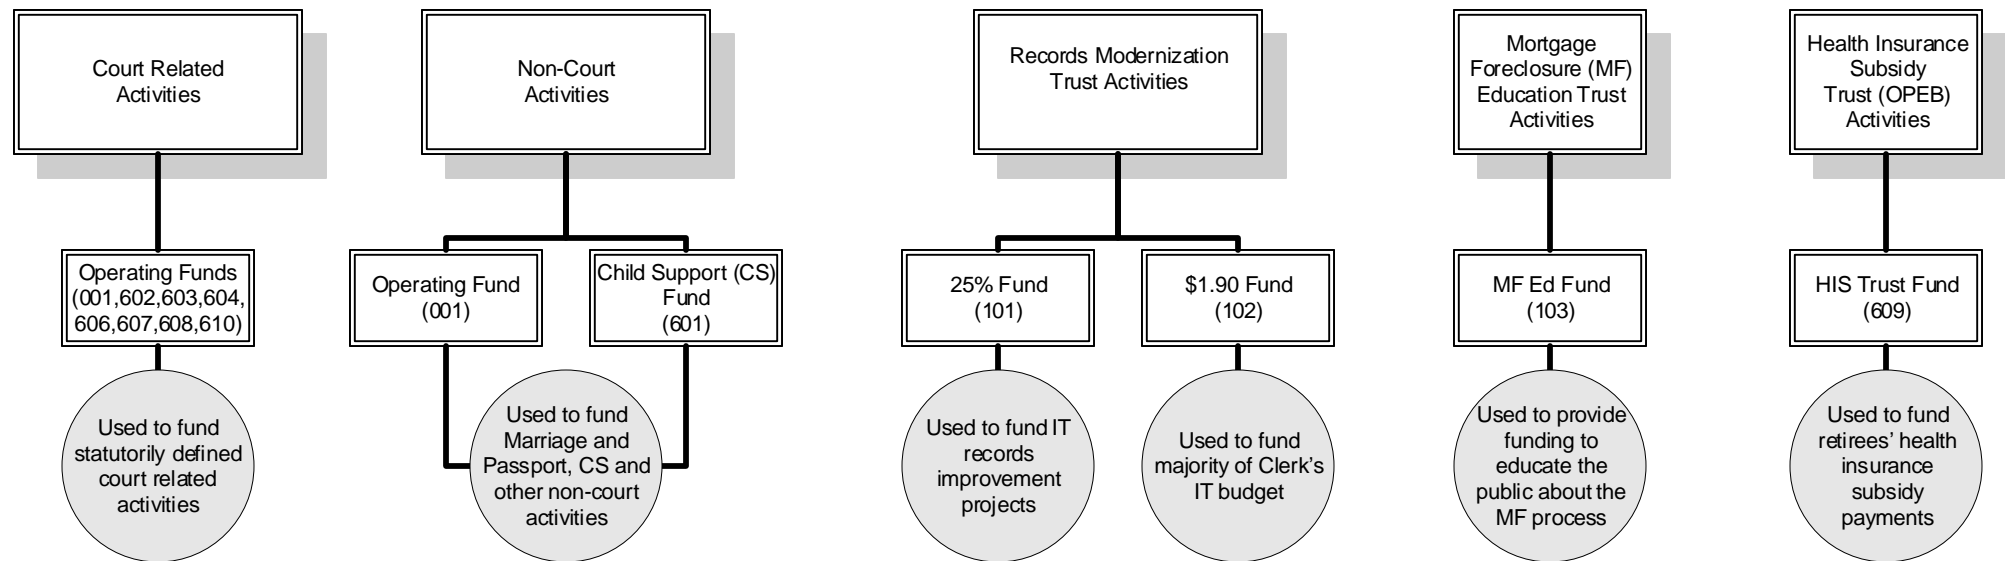 Court Related
Activities
Non-Court
Activities
Records Modernization
Trust Activities
Mortgage
Foreclosure (MF)
Education Trust
Activities
Health Insurance
Subsidy
Trust (OPEB)
Activities
Operating Funds
(001,602,603,604,
606,607,608,610)
Operating Fund
(001)
Child Support (CS)
Fund
(601)
25% Fund
(101)
$1.90 Fund
(102)
MF Ed Fund
(103)
HIS Trust Fund
(609)
Used to fund
statutorily defined
court related
activities
Used to fund
Marriage and
Passport, CS and
other non-court
activities
Used to fund IT
records
improvement
projects
Used to fund
majority of Clerk’s
IT budget
Used to provide
funding to
educate the
public about the
MF process
Used to fund
retirees’ health
insurance
subsidy
payments